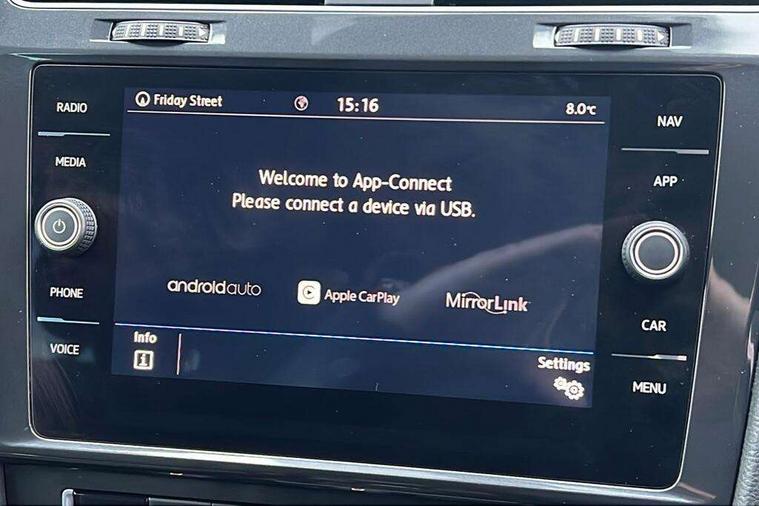 Friday Street
15:16
8.0°C
RADIO
MEDIA
PHONE
VOICE
NAV
APP
CAR
MENU
Welcome to App-Connect
Please connect a device via USB.
androidauto
Apple CarPlay
MirrorLink
Info
i
Settings